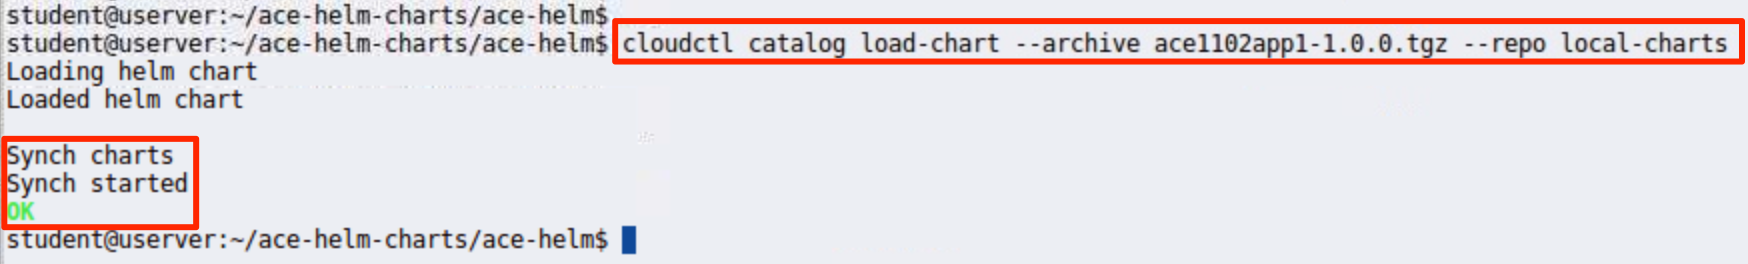 student@userver:~/ace-helm-charts/ace-helm$
student@userver:~/ace-helm-charts/ace-helm$ cloudctl catalog load-chart --archive ace1102app1-1.0.0.tgz --repo local-charts
Loading helm chart
Loaded helm chart
Synch charts
Synch started
OK
student@userver:~/ace-helm-charts/ace-helm$